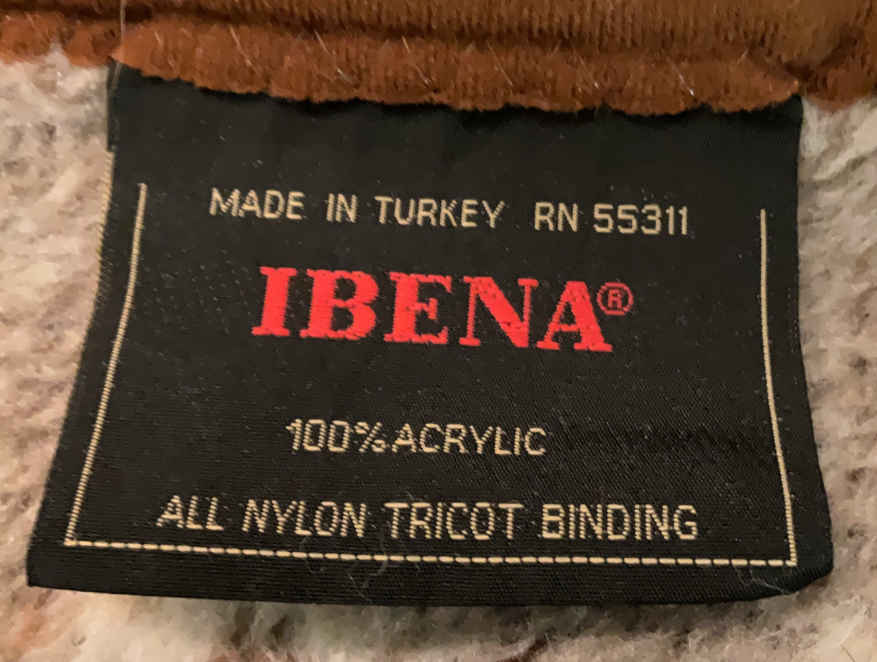 MADE IN TURKEY RN 55311
IBENA®
100% ACRYLIC
ALL NYLON TRICOT BINDING